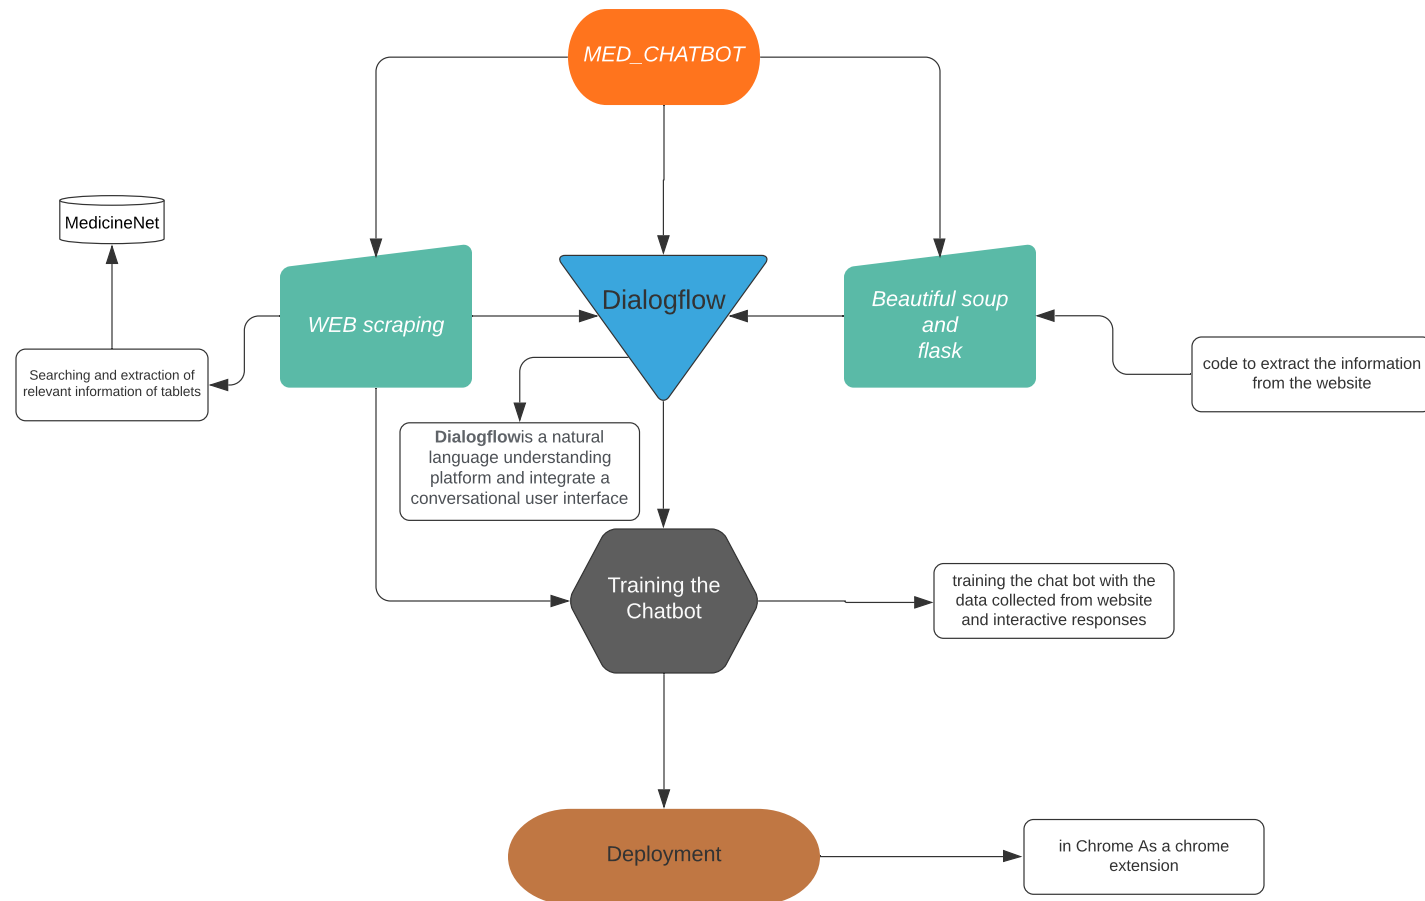 MED_CHATBOT
MedicineNet
WEB scraping
Dialogflow
Beautiful soup
and
flask
Searching and extraction of
relevant information of tablets
code to extract the information
from the website
Dialogflowis a natural
language understanding
platform and integrate a
conversational user interface
Training the
Chatbot
training the chat bot with the
data collected from website
and interactive responses
Deployment
in Chrome As a chrome
extension